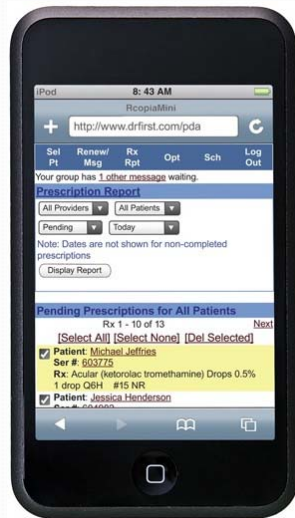 iPod 8: 43 AM
RcopiaMini
http://www.drfirst.com/pda
Sel Pt Renew/ Msg Rx Rpt Opt Sch Log Out
Your group has 1 other message waiting.
Prescription Report
All Providers All Patients
Pending Today
Note: Dates are not shown for non-completed
prescriptions
Display Report
Pending Prescriptions for All Patients
Rx 1 - 10 of 13 Next
[Select All] [Select None] [Del Selected]
Patient: Michael Jeffries
Ser #: 603775
Rx: Acular (ketorolac tromethamine) Drops 0.5%
1 drop Q6H #15 NR
Patient: Jessica Henderson